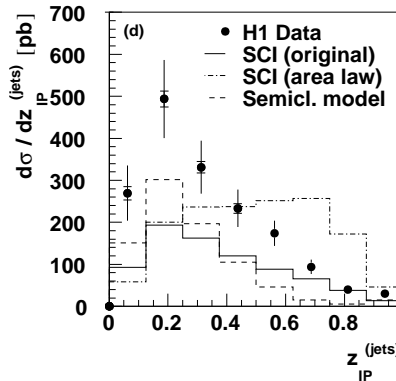 (d)
H1 Data
SCI (original)
SCI (area law)
Semicl. model
dσ / dz_IP^(jets) [pb]
700
600
500
400
300
200
100
0
0 0.2 0.4 0.6 0.8
z_IP^(jets)